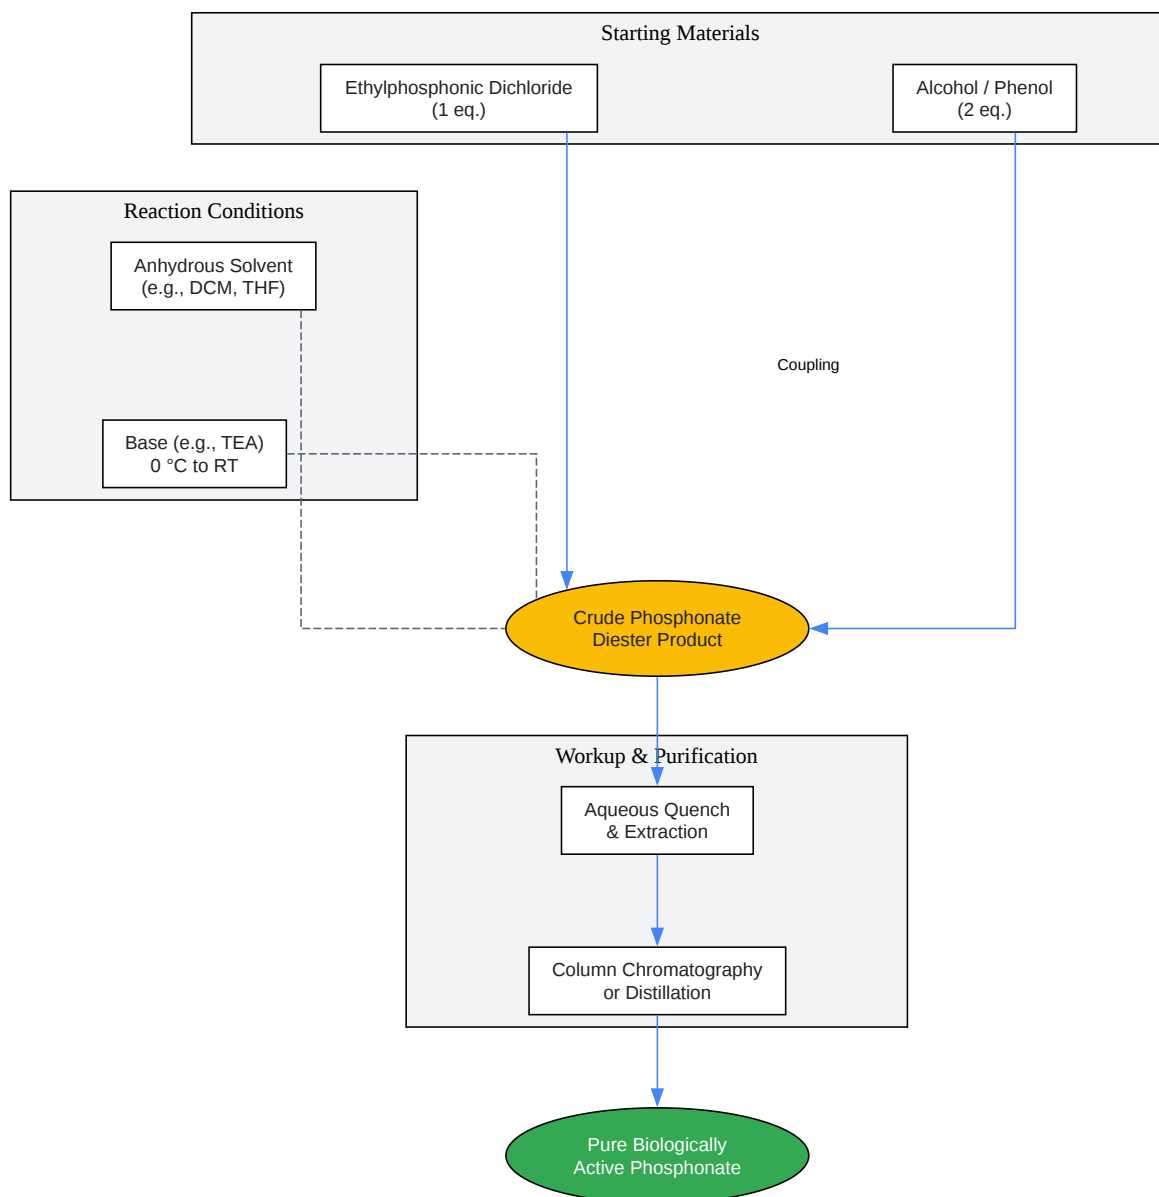 Starting Materials
Ethylphosphonic Dichloride
(1 eq.)
Alcohol / Phenol
(2 eq.)
Reaction Conditions
Anhydrous Solvent
(e.g., DCM, THF)
Coupling
Base (e.g., TEA)
0 °C to RT
Crude Phosphonate
Diester Product
Workup & Purification
Aqueous Quench
& Extraction
Column Chromatography
or Distillation
Pure Biologically
Active Phosphonate